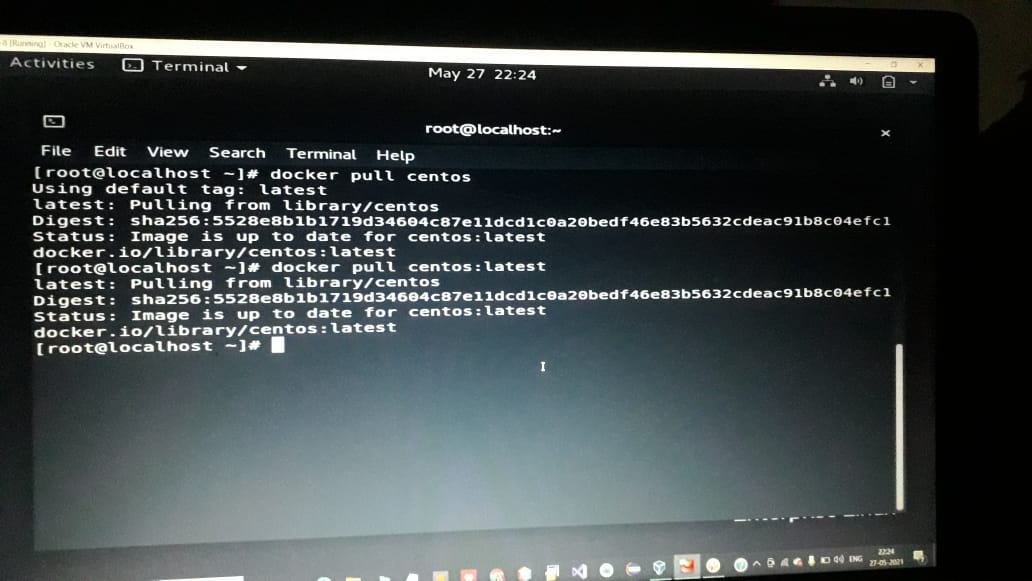 [Running] - Oracle VM VirtualBox
Activities Terminal May 27 22:24
root@localhost:~
File Edit View Search Terminal Help
[root@localhost ~]# docker pull centos
Using default tag: latest
latest: Pulling from library/centos
Digest: sha256:5528e8b1b1719d34604c87e11dcd1c0a20bedf46e83b5632cdeac91b8c04efc1
Status: Image is up to date for centos:latest
docker.io/library/centos:latest
[root@localhost ~]# docker pull centos:latest
latest: Pulling from library/centos
Digest: sha256:5528e8b1b1719d34604c87e11dcd1c0a20bedf46e83b5632cdeac91b8c04efc1
Status: Image is up to date for centos:latest
docker.io/library/centos:latest
[root@localhost ~]#
Enterprise Linux
ENG 22:24
27-05-2021